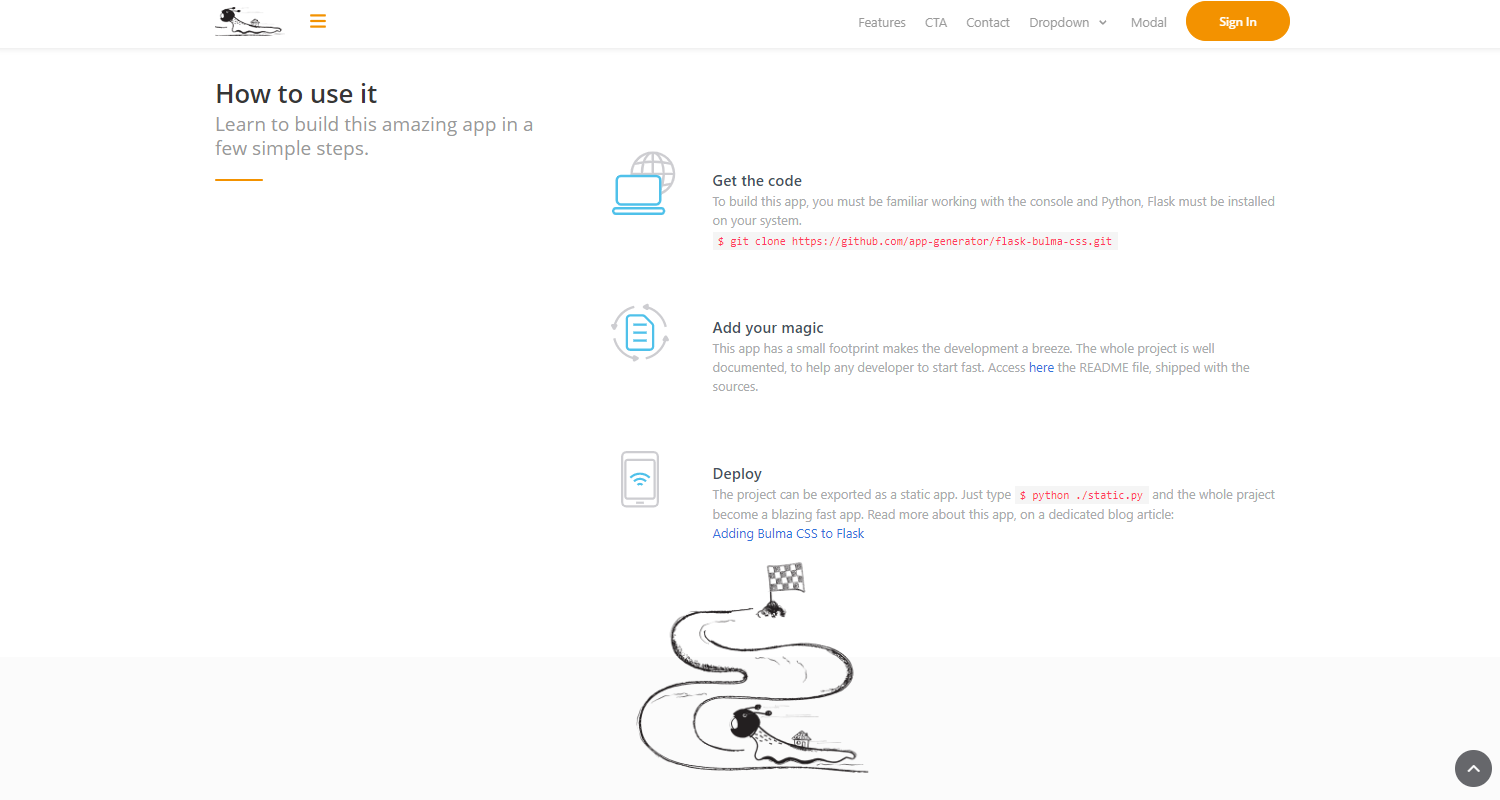 Features CTA Contact Dropdown Modal Sign In
How to use it
Learn to build this amazing app in a
few simple steps.
Get the code
To build this app, you must be familiar working with the console and Python, Flask must be installed
on your system.
$ git clone https://github.com/app-generator/flask-bulma-css.git
Add your magic
This app has a small footprint makes the development a breeze. The whole project is well
documented, to help any developer to start fast. Access here the README file, shipped with the
sources.
Deploy
The project can be exported as a static app. Just type $ python ./static.py and the whole praject
become a blazing fast app. Read more about this app, on a dedicated blog article:
Adding Bulma CSS to Flask